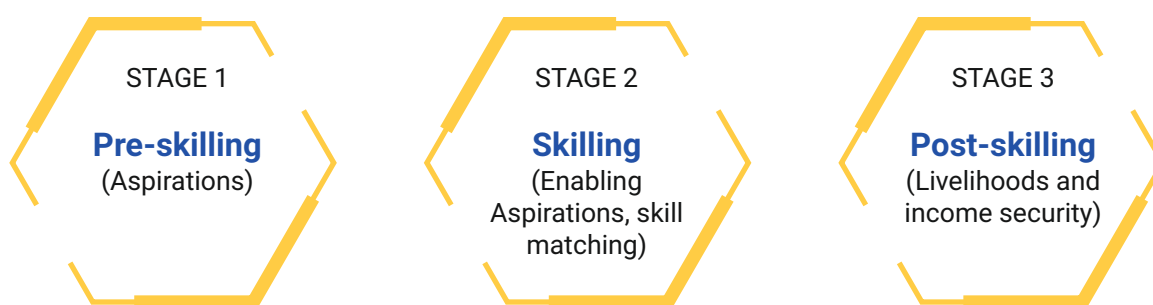 STAGE 1
Pre-skilling
(Aspirations)
STAGE 2
Skilling
(Enabling
Aspirations, skill
matching)
STAGE 3
Post-skilling
(Livelihoods and
income security)